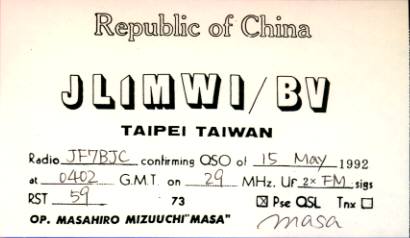 Republic of China
JL1MWI/BV
TAIPEI TAIWAN
Radio JF7BJC confirming QSO of 15 May 1992
at 0402 G.M.T. on 29 MHz. Ur 2×FM sigs
RST 59 73 ☒ Pse QSL Tnx ☐
OP. MASAHIRO MIZUUCHI "MASA" masa